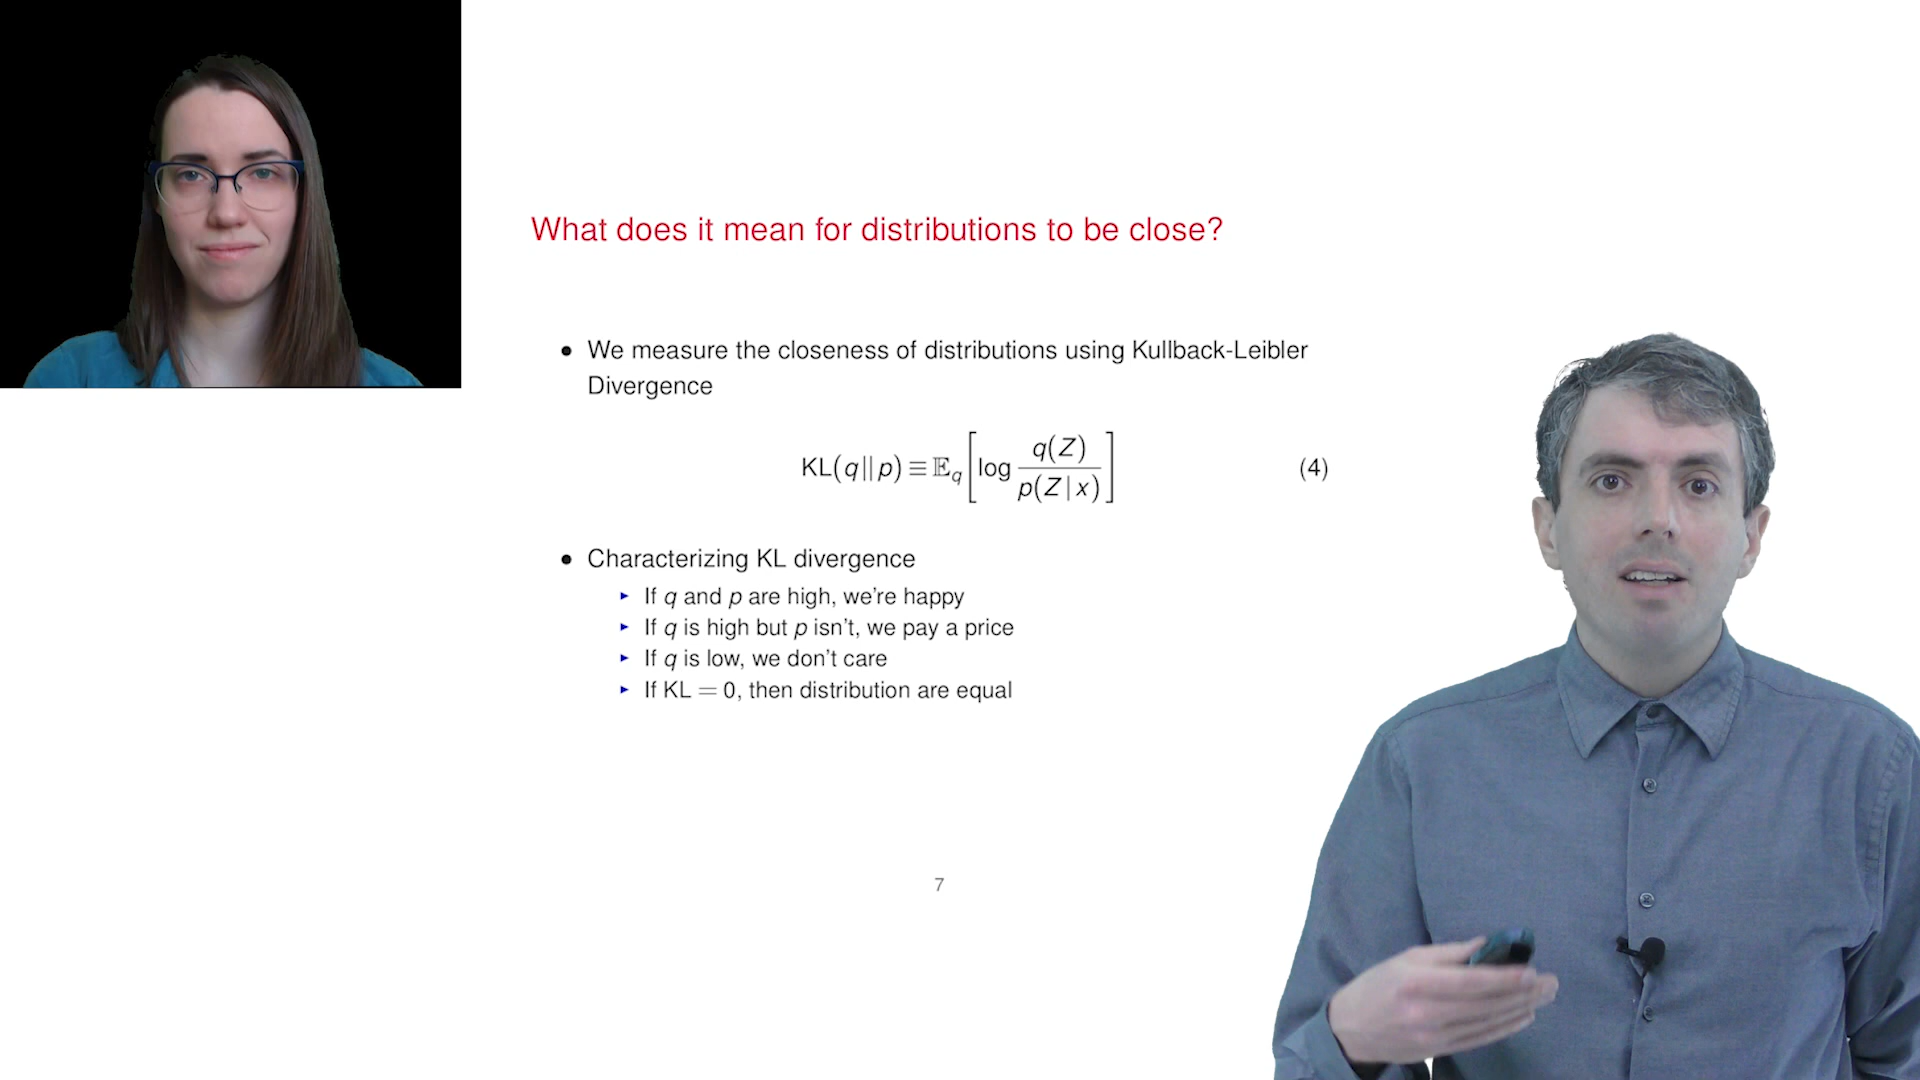 What does it mean for distributions to be close?
• We measure the closeness of distributions using Kullback-Leibler
Divergence
KL(q||p) ≡ 𝔼_q [log q(Z) / p(Z|x)] (4)
• Characterizing KL divergence
▸ If q and p are high, we're happy
▸ If q is high but p isn't, we pay a price
▸ If q is low, we don't care
▸ If KL = 0, then distribution are equal
7